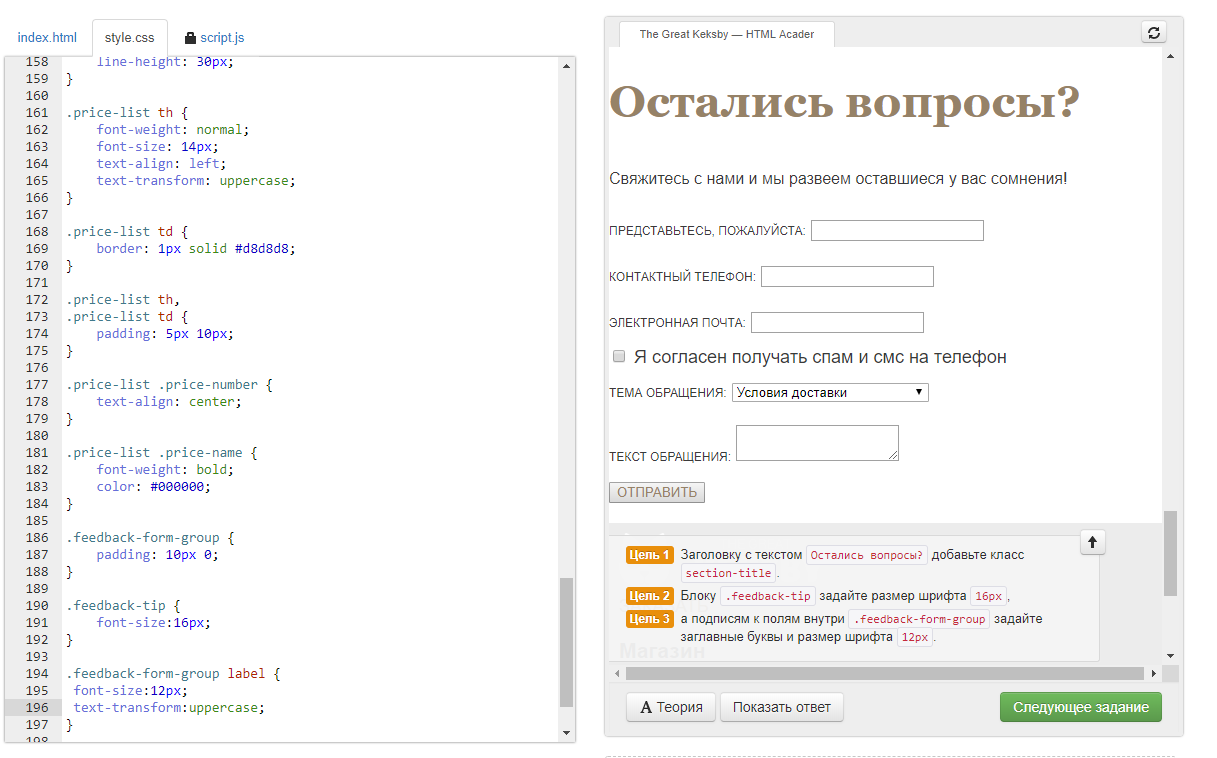 index.html style.css script.js
158 line-height: 30px;
159 }
160
161 .price-list th {
162 font-weight: normal;
163 font-size: 14px;
164 text-align: left;
165 text-transform: uppercase;
166 }
167
168 .price-list td {
169 border: 1px solid #d8d8d8;
170 }
171
172 .price-list th,
173 .price-list td {
174 padding: 5px 10px;
175 }
176
177 .price-list .price-number {
178 text-align: center;
179 }
180
181 .price-list .price-name {
182 font-weight: bold;
183 color: #000000;
184 }
185
186 .feedback-form-group {
187 padding: 10px 0;
188 }
189
190 .feedback-tip {
191 font-size:16px;
192 }
193
194 .feedback-form-group label {
195 font-size:12px;
196 text-transform:uppercase;
197 }
198
The Great Keksby — HTML Acader
Остались вопросы?
Свяжитесь с нами и мы развеем оставшиеся у вас сомнения!
ПРЕДСТАВЬТЕСЬ, ПОЖАЛУЙСТА:
КОНТАКТНЫЙ ТЕЛЕФОН:
ЭЛЕКТРОННАЯ ПОЧТА:
Я согласен получать спам и смс на телефон
ТЕМА ОБРАЩЕНИЯ: Условия доставки
ТЕКСТ ОБРАЩЕНИЯ:
ОТПРАВИТЬ
Цель 1 Заголовку с текстом Остались вопросы? добавьте класс
section-title.
Цель 2 Блоку .feedback-tip задайте размер шрифта 16px,
Цель 3 а подписям к полям внутри .feedback-form-group задайте
заглавные буквы и размер шрифта 12px.
Магазин
A Теория Показать ответ Следующее задание